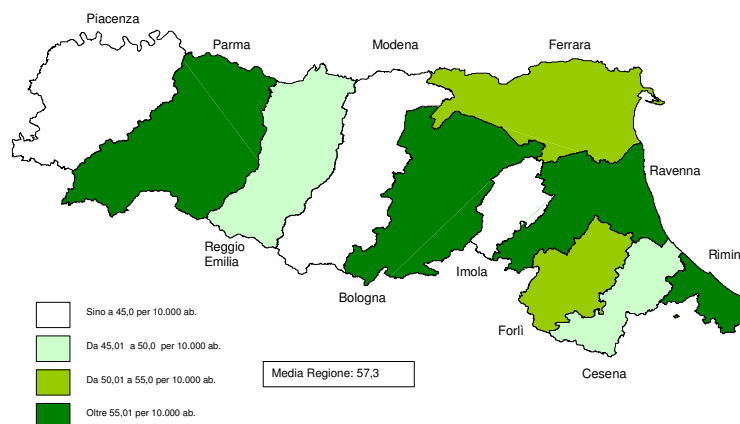 Piacenza
Parma
Modena
Ferrara
Ravenna
Reggio
Emilia
Rimin
Imola
Bologna
Forlì
Cesena
Sino a 45,0 per 10.000 ab.
Da 45,01 a 50,0 per 10.000 ab.
Media Regione: 57,3
Da 50,01 a 55,0 per 10.000 ab.
Oltre 55,01 per 10.000 ab.